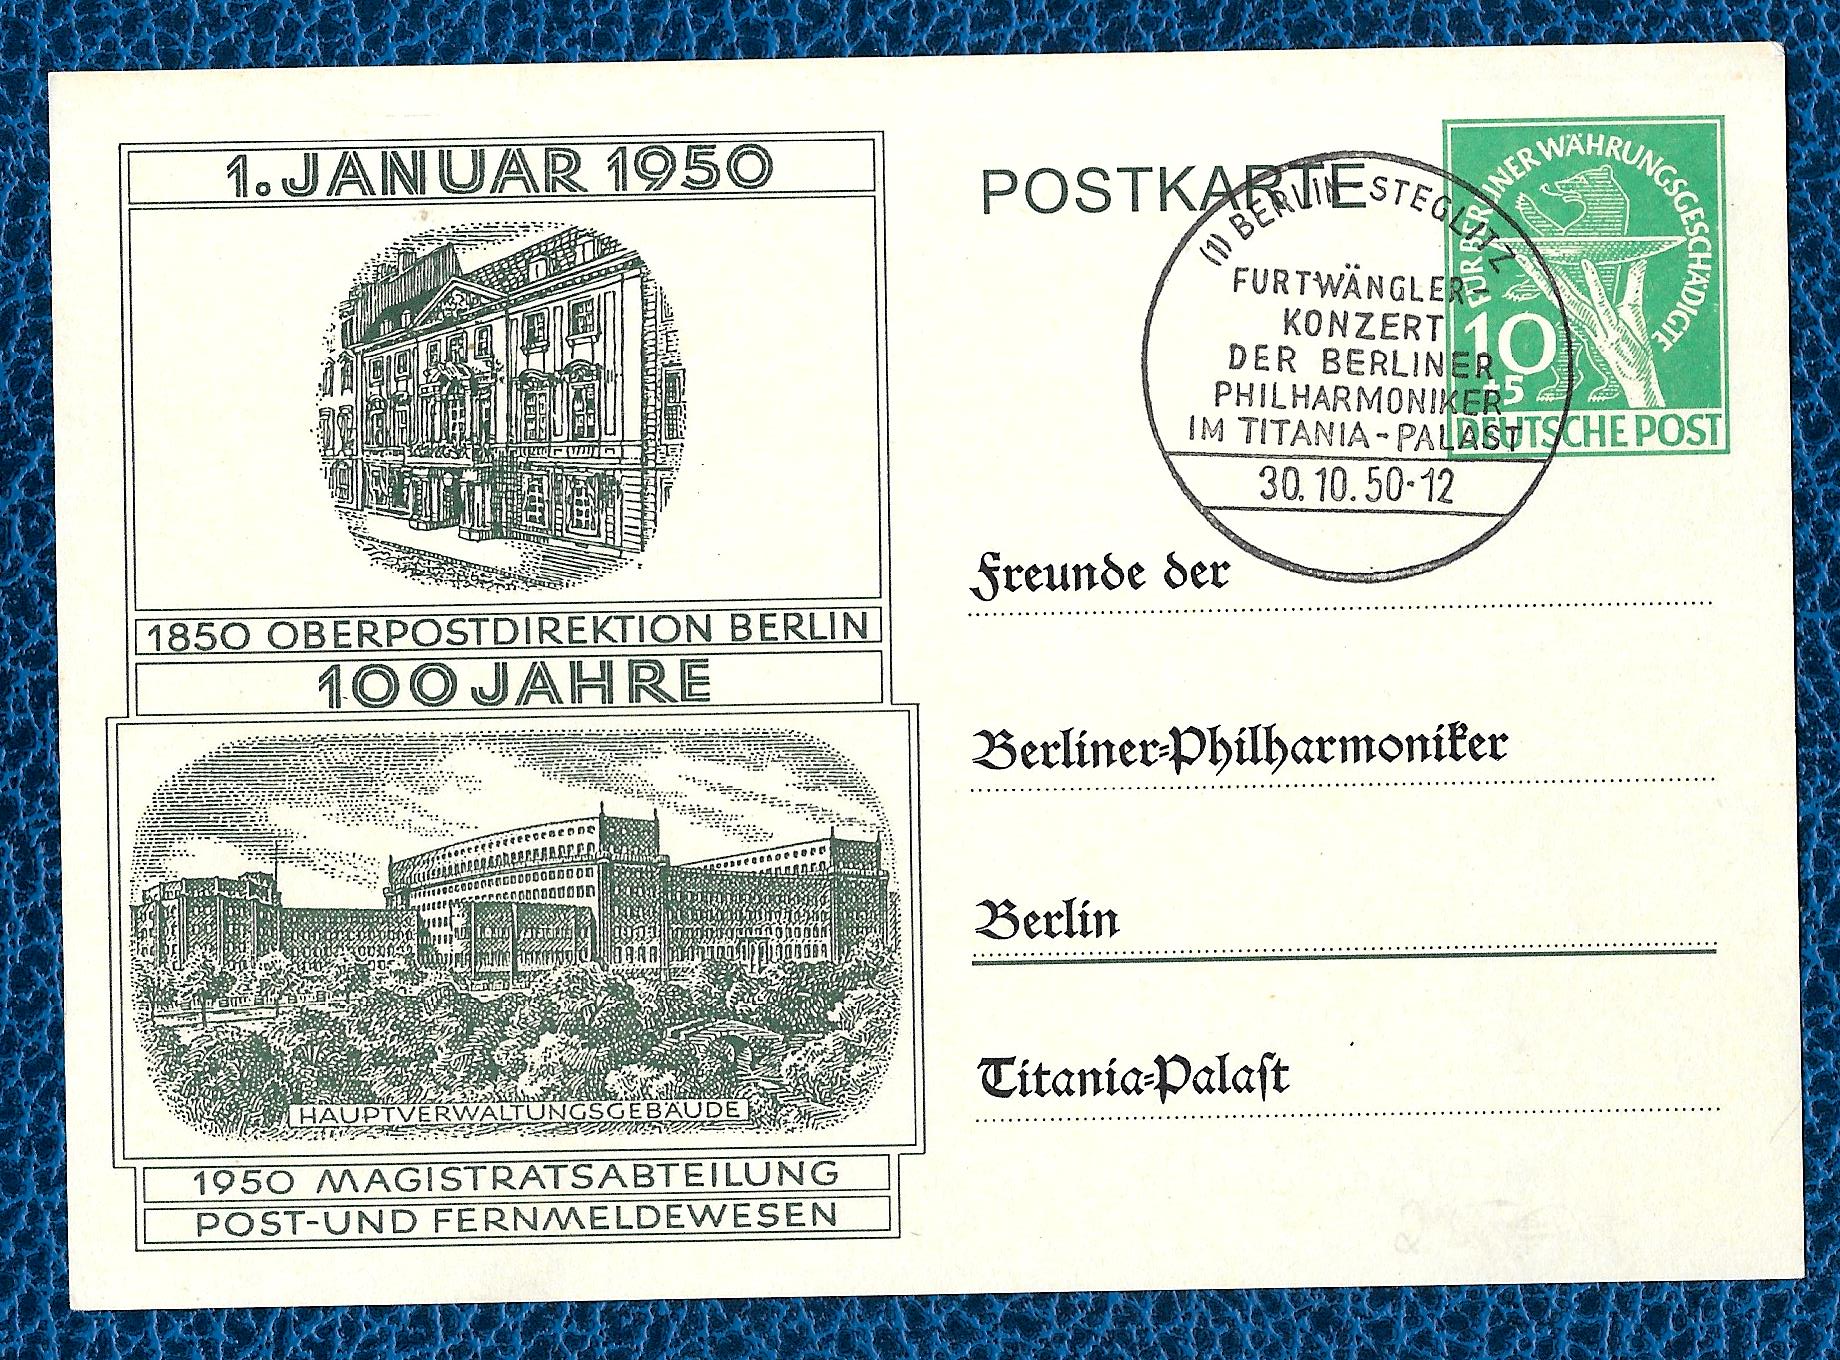 1. JANUAR 1950
1850 OBERPOSTDIREKTION BERLIN
100 JAHRE
HAUPTVERWALTUNGSGEBÄUDE
1950 MAGISTRATSABTEILUNG
POST-UND FERNMELDEWESEN
POSTKARTE
FÜR BERLINER WÄHRUNGSGESCHÄDIGTE
10
+5
DEUTSCHE POST
(1) BERLIN-STEGLITZ
FURTWÄNGLER-
KONZERT
DER BERLINER
PHILHARMONIKER
IM TITANIA-PALAST
30.10.50-12
Freunde der
Berliner-Philharmoniker
Berlin
Titania-Palast